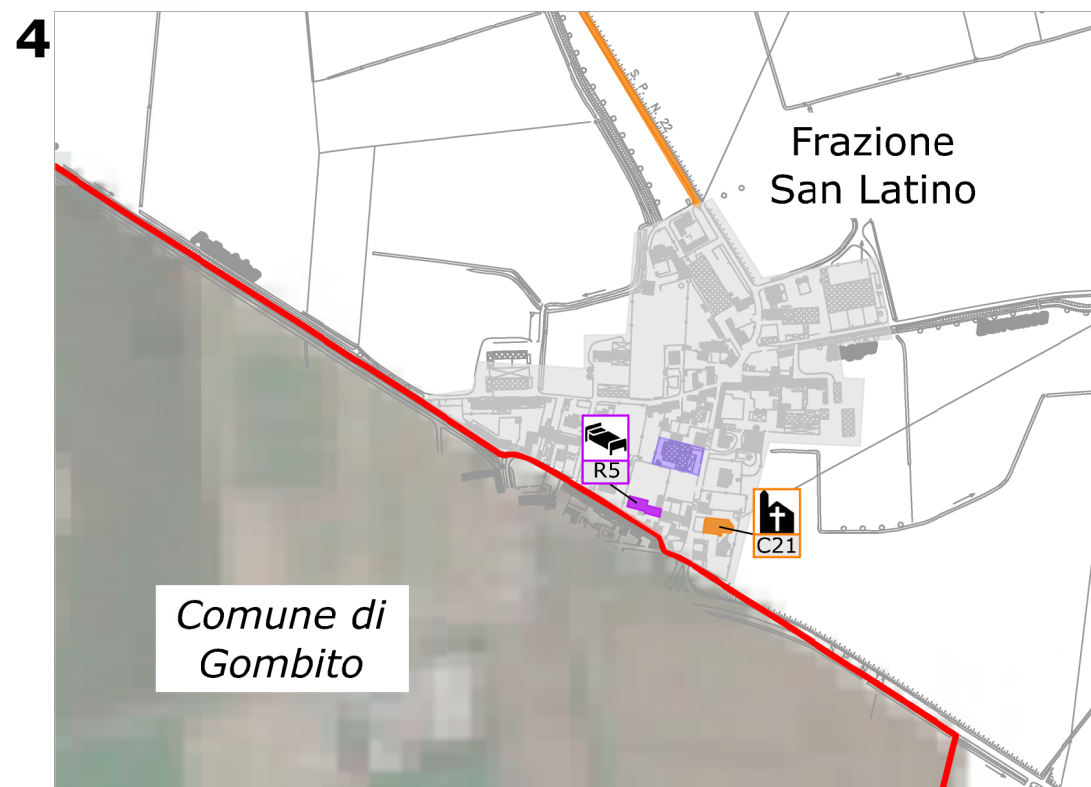 4
S. P. N. 22
Frazione
San Latino
R5
C21
Comune di
Gombito